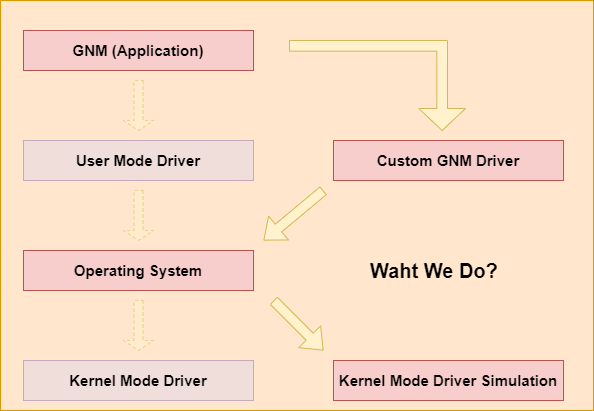 GNM (Application)
User Mode Driver
Custom GNM Driver
Operating System
Waht We Do?
Kernel Mode Driver
Kernel Mode Driver Simulation